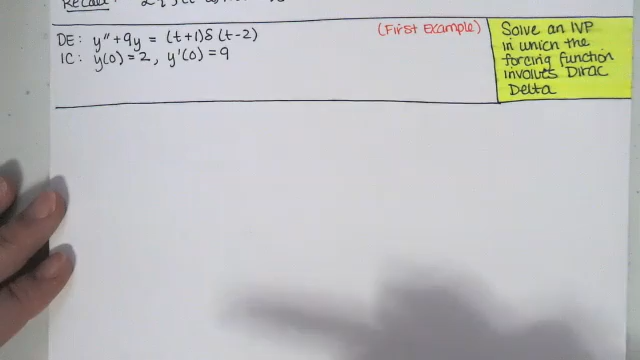 Recall:
DE: y" + 9y = (t+1) δ (t-2)
IC: y(0) = 2, y'(0) = 9
(First Example)
Solve an IVP
in which the
forcing function
involves Dirac
Delta